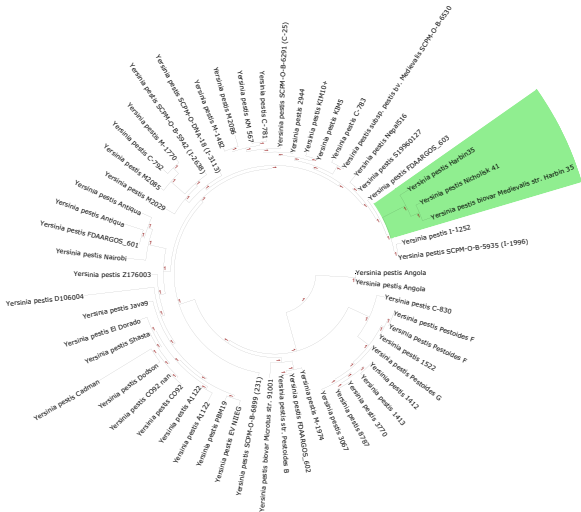 Yersinia pestis SCPM-O-B-6291 (C-25)
Yersinia pestis 2944
Yersinia pestis KIM10+
Yersinia pestis KIM5
Yersinia pestis C-783
Yersinia pestis subsp. pestis bv. Medievalis SCPM-O-B-6530
Yersinia pestis Nepal516
Yersinia pestis S19960127
Yersinia pestis FDAARGOS_603
Yersinia pestis Harbin35
Yersinia pestis Nicholisk 41
Yersinia pestis biovar Medievalis str. Harbin 35
Yersinia pestis I-1252
Yersinia pestis SCPM-O-B-5935 (I-1996)
Yersinia pestis Angola
Yersinia pestis Angola
Yersinia pestis C-830
Yersinia pestis Pestoides F
Yersinia pestis Pestoides F
Yersinia pestis 1522
Yersinia pestis Pestoides G
Yersinia pestis 1412
Yersinia pestis 1413
Yersinia pestis 3770
Yersinia pestis 8787
Yersinia pestis 3067
Yersinia pestis M-1974
Yersinia pestis FDAARGOS_602
Yersinia pestis str. Pestoides B
Yersinia pestis biovar Microtus str. 91001
Yersinia pestis SCPM-O-B-6899 (231)
Yersinia pestis EV NIIEG
Yersinia pestis PBM19
Yersinia pestis A1122
Yersinia pestis A1122
Yersinia pestis CO92
Yersinia pestis CO92 nan
Yersinia pestis Dodson
Yersinia pestis Cadman
Yersinia pestis Shasta
Yersinia pestis El Dorado
Yersinia pestis Java9
Yersinia pestis D106004
Yersinia pestis Z176003
Yersinia pestis Nairobi
Yersinia pestis FDAARGOS_601
Yersinia pestis Antiqua
Yersinia pestis Antiqua
Yersinia pestis M2029
Yersinia pestis M2085
Yersinia pestis C-792
Yersinia pestis M-1770
Yersinia pestis SCPM-O-B-5942 (I-2638)
Yersinia pestis SCPM-O-DNA-18 (I-3113)
Yersinia pestis M-1482
Yersinia pestis M2086
Yersinia pestis KM 567
Yersinia pestis C-781